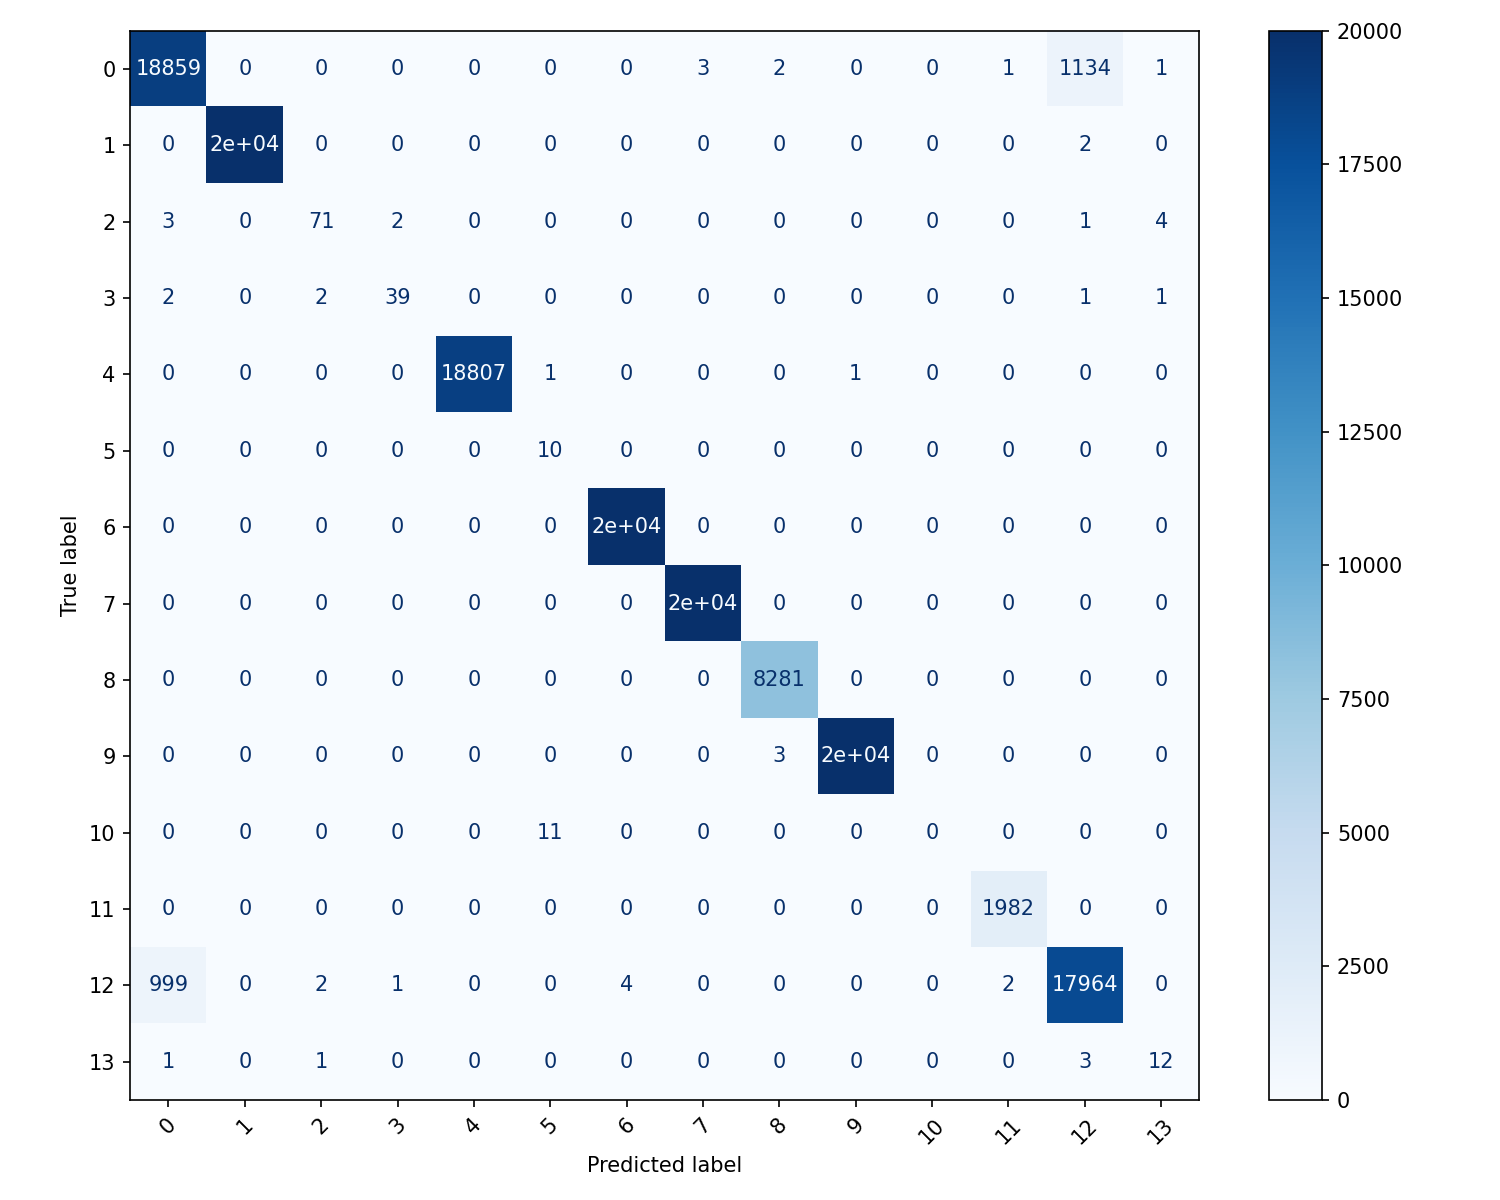 0 18859 0 0 0 0 0 0 3 2 0 0 1 1134 1
1 0 2e+04 0 0 0 0 0 0 0 0 0 0 2 0
2 3 0 71 2 0 0 0 0 0 0 0 0 1 4
3 2 0 2 39 0 0 0 0 0 0 0 0 1 1
4 0 0 0 0 18807 1 0 0 0 1 0 0 0 0
5 0 0 0 0 0 10 0 0 0 0 0 0 0 0
6 0 0 0 0 0 0 2e+04 0 0 0 0 0 0 0
7 0 0 0 0 0 0 0 2e+04 0 0 0 0 0 0
8 0 0 0 0 0 0 0 0 8281 0 0 0 0 0
9 0 0 0 0 0 0 0 0 3 2e+04 0 0 0 0
10 0 0 0 0 0 11 0 0 0 0 0 0 0 0
11 0 0 0 0 0 0 0 0 0 0 0 1982 0 0
12 999 0 2 1 0 0 4 0 0 0 0 2 17964 0
13 1 0 1 0 0 0 0 0 0 0 0 0 3 12
0 1 2 3 4 5 6 7 8 9 10 11 12 13
Predicted label
True label
20000
17500
15000
12500
10000
7500
5000
2500
0